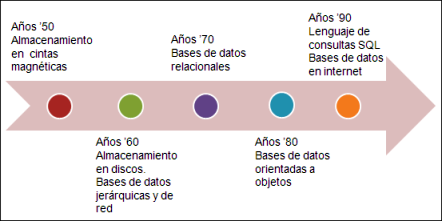 Años '50
Almacenamiento
en cintas
magnéticas
Años '60
Almacenamiento
en discos.
Bases de datos
jerárquicas y de
red
Años '70
Bases de datos
relacionales
Años '80
Bases de datos
orientadas a
objetos
Años '90
Lenguaje de
consultas SQL
Bases de datos
en internet